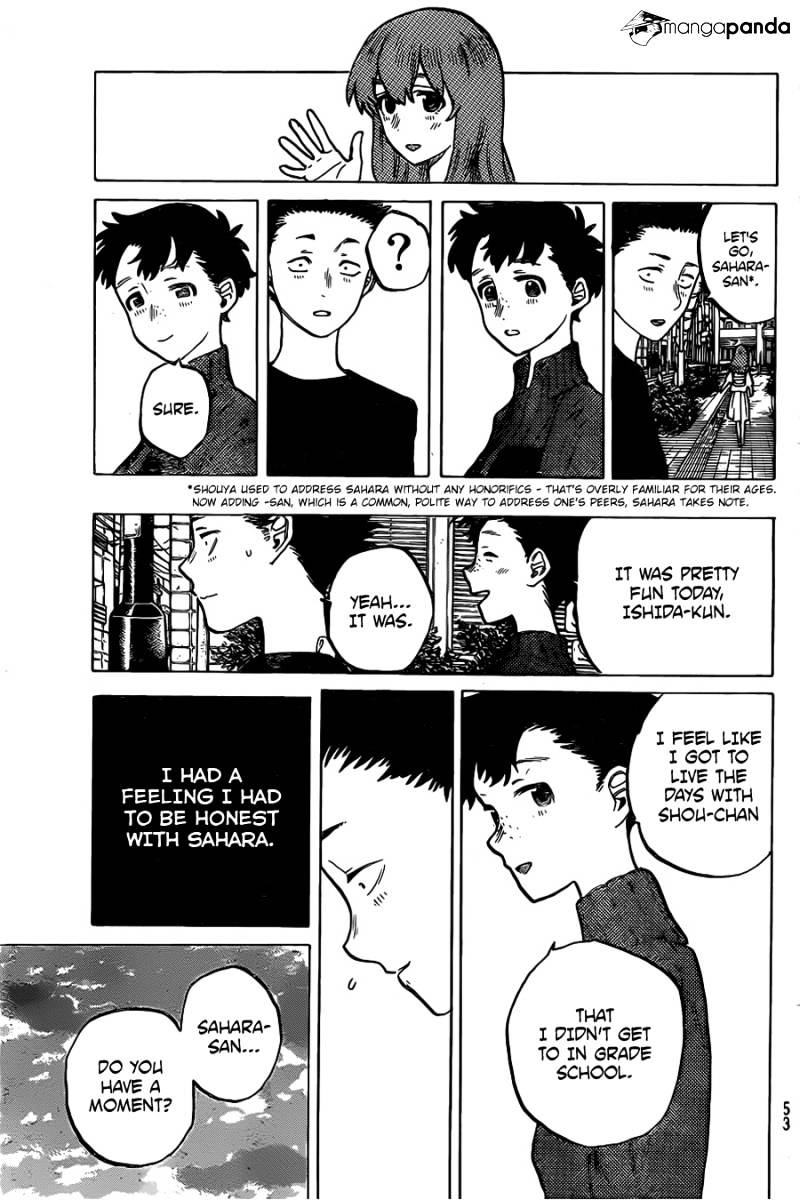 mangapanda
LET'S
GO,
SAHARA-
SAN*.
?
SURE.
*SHOUYA USED TO ADDRESS SAHARA WITHOUT ANY HONORIFICS - THAT'S OVERLY FAMILIAR FOR THEIR AGES.
NOW ADDING -SAN, WHICH IS A COMMON, POLITE WAY TO ADDRESS ONE'S PEERS, SAHARA TAKES NOTE.
IT WAS PRETTY
FUN TODAY,
ISHIDA-KUN.
YEAH...
IT WAS.
I FEEL LIKE
I GOT TO
LIVE THE
DAYS WITH
SHOU-CHAN
THAT
I DIDN'T GET
TO IN GRADE
SCHOOL.
I HAD A
FEELING I HAD
TO BE HONEST
WITH SAHARA.
SAHARA-
SAN...
DO YOU
HAVE A
MOMENT?
53